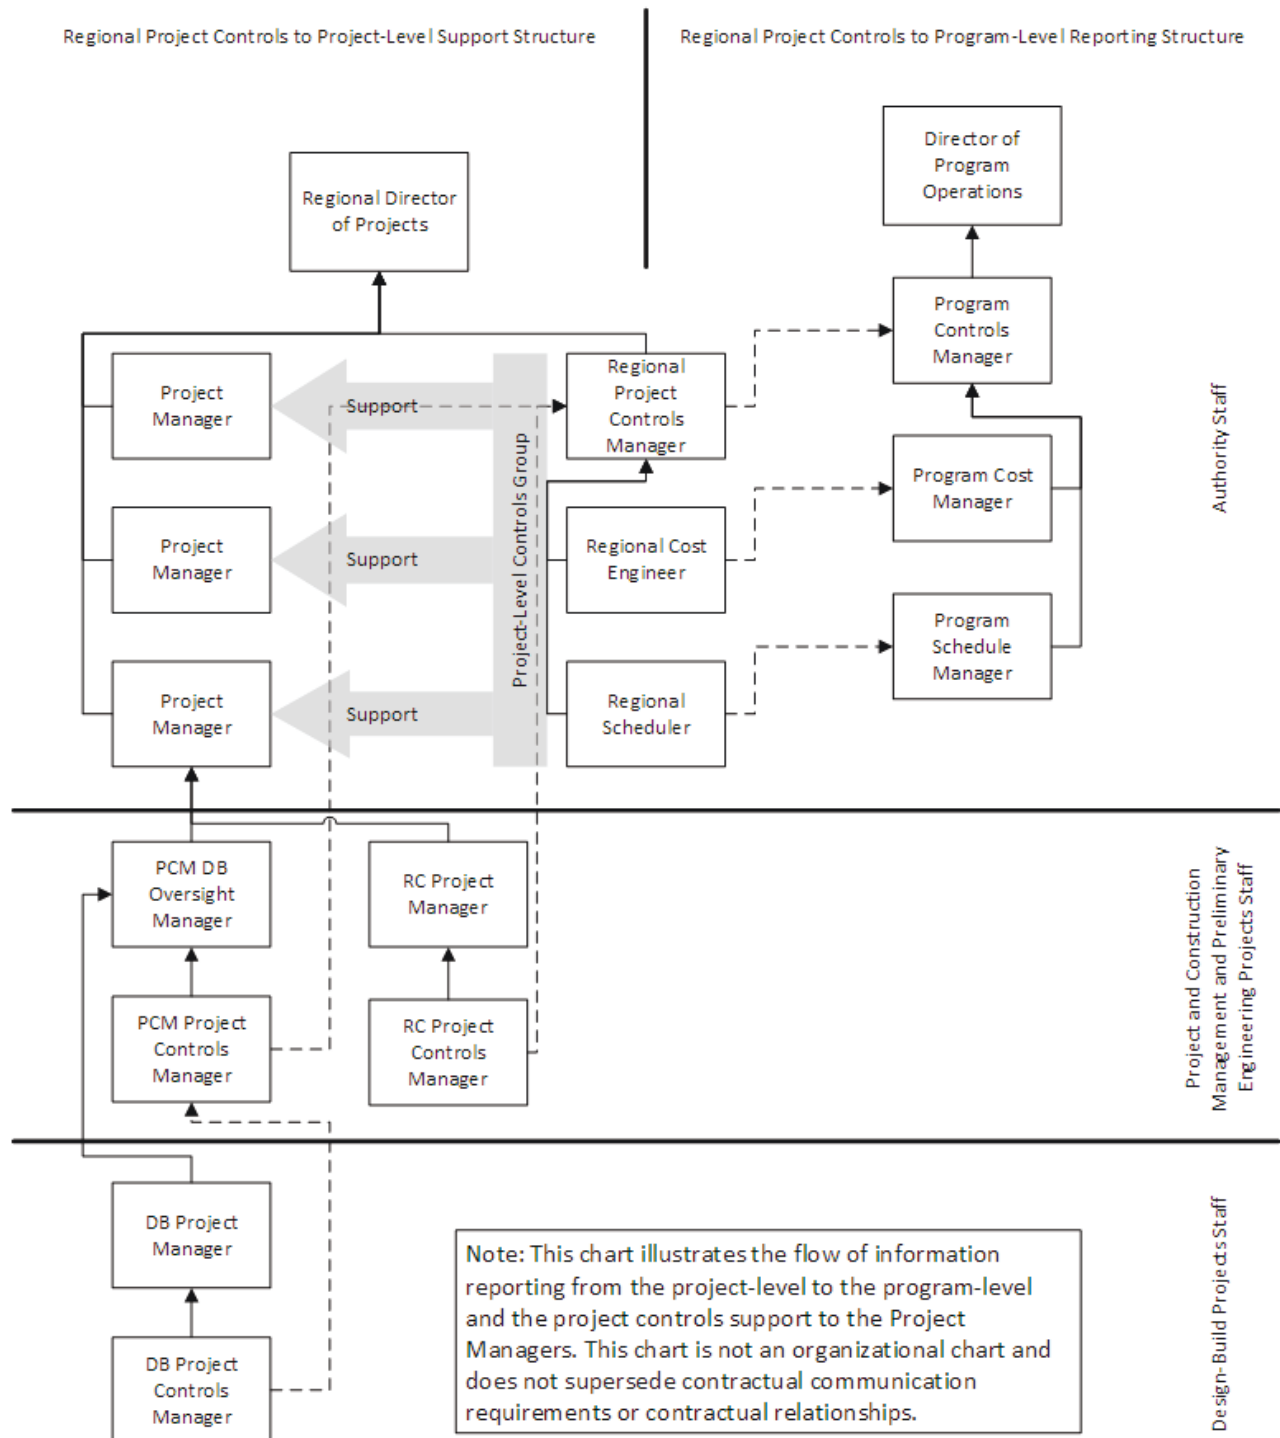 Regional Project Controls to Project-Level Support Structure
Regional Project Controls to Program-Level Reporting Structure
Director of
Program
Operations
Regional Director
of Projects
Program
Controls
Manager
Project
Manager
Support
Regional
Project
Controls
Manager
Authority Staff
Project-Level Controls Group
Program Cost
Manager
Project
Manager
Support
Regional Cost
Engineer
Program
Schedule
Manager
Project
Manager
Support
Regional
Scheduler
PCM DB
Oversight
Manager
RC Project
Manager
Project and Construction
Management and Preliminary
Engineering Projects Staff
PCM Project
Controls
Manager
RC Project
Controls
Manager
DB Project
Manager
Design-Build Projects Staff
Note: This chart illustrates the flow of information
reporting from the project-level to the program-level
and the project controls support to the Project
Managers. This chart is not an organizational chart and
does not supersede contractual communication
requirements or contractual relationships.
DB Project
Controls
Manager